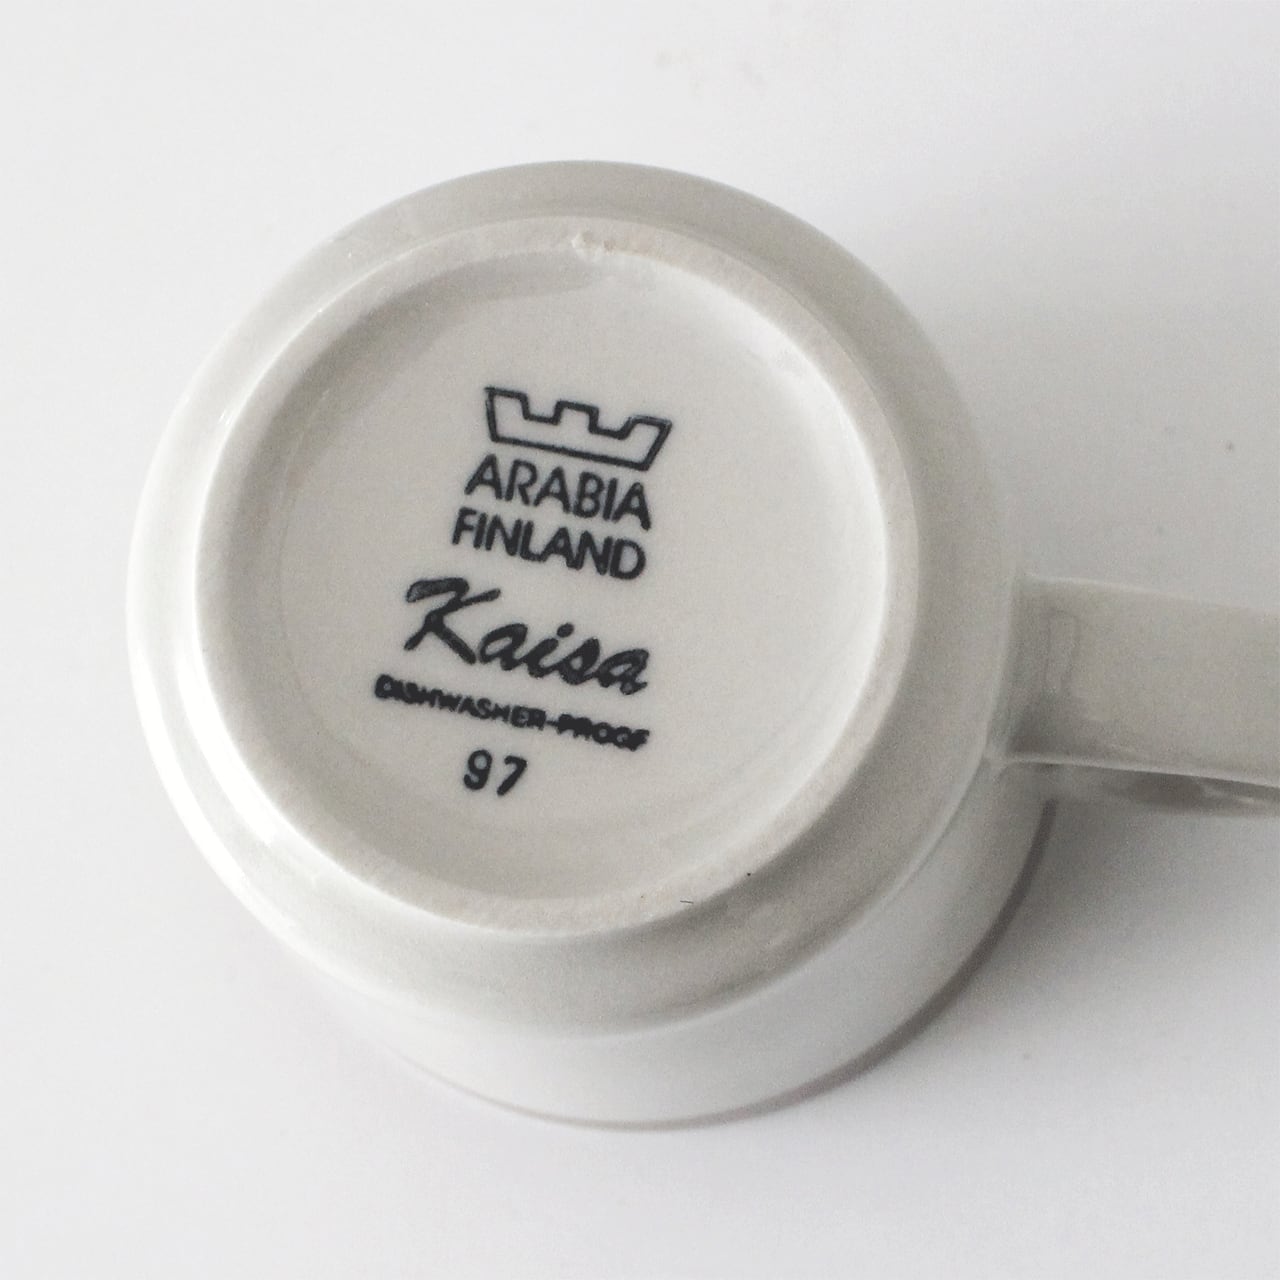 ARABIA
FINLAND
Kaisa
DISHWASHER-PROOF
97